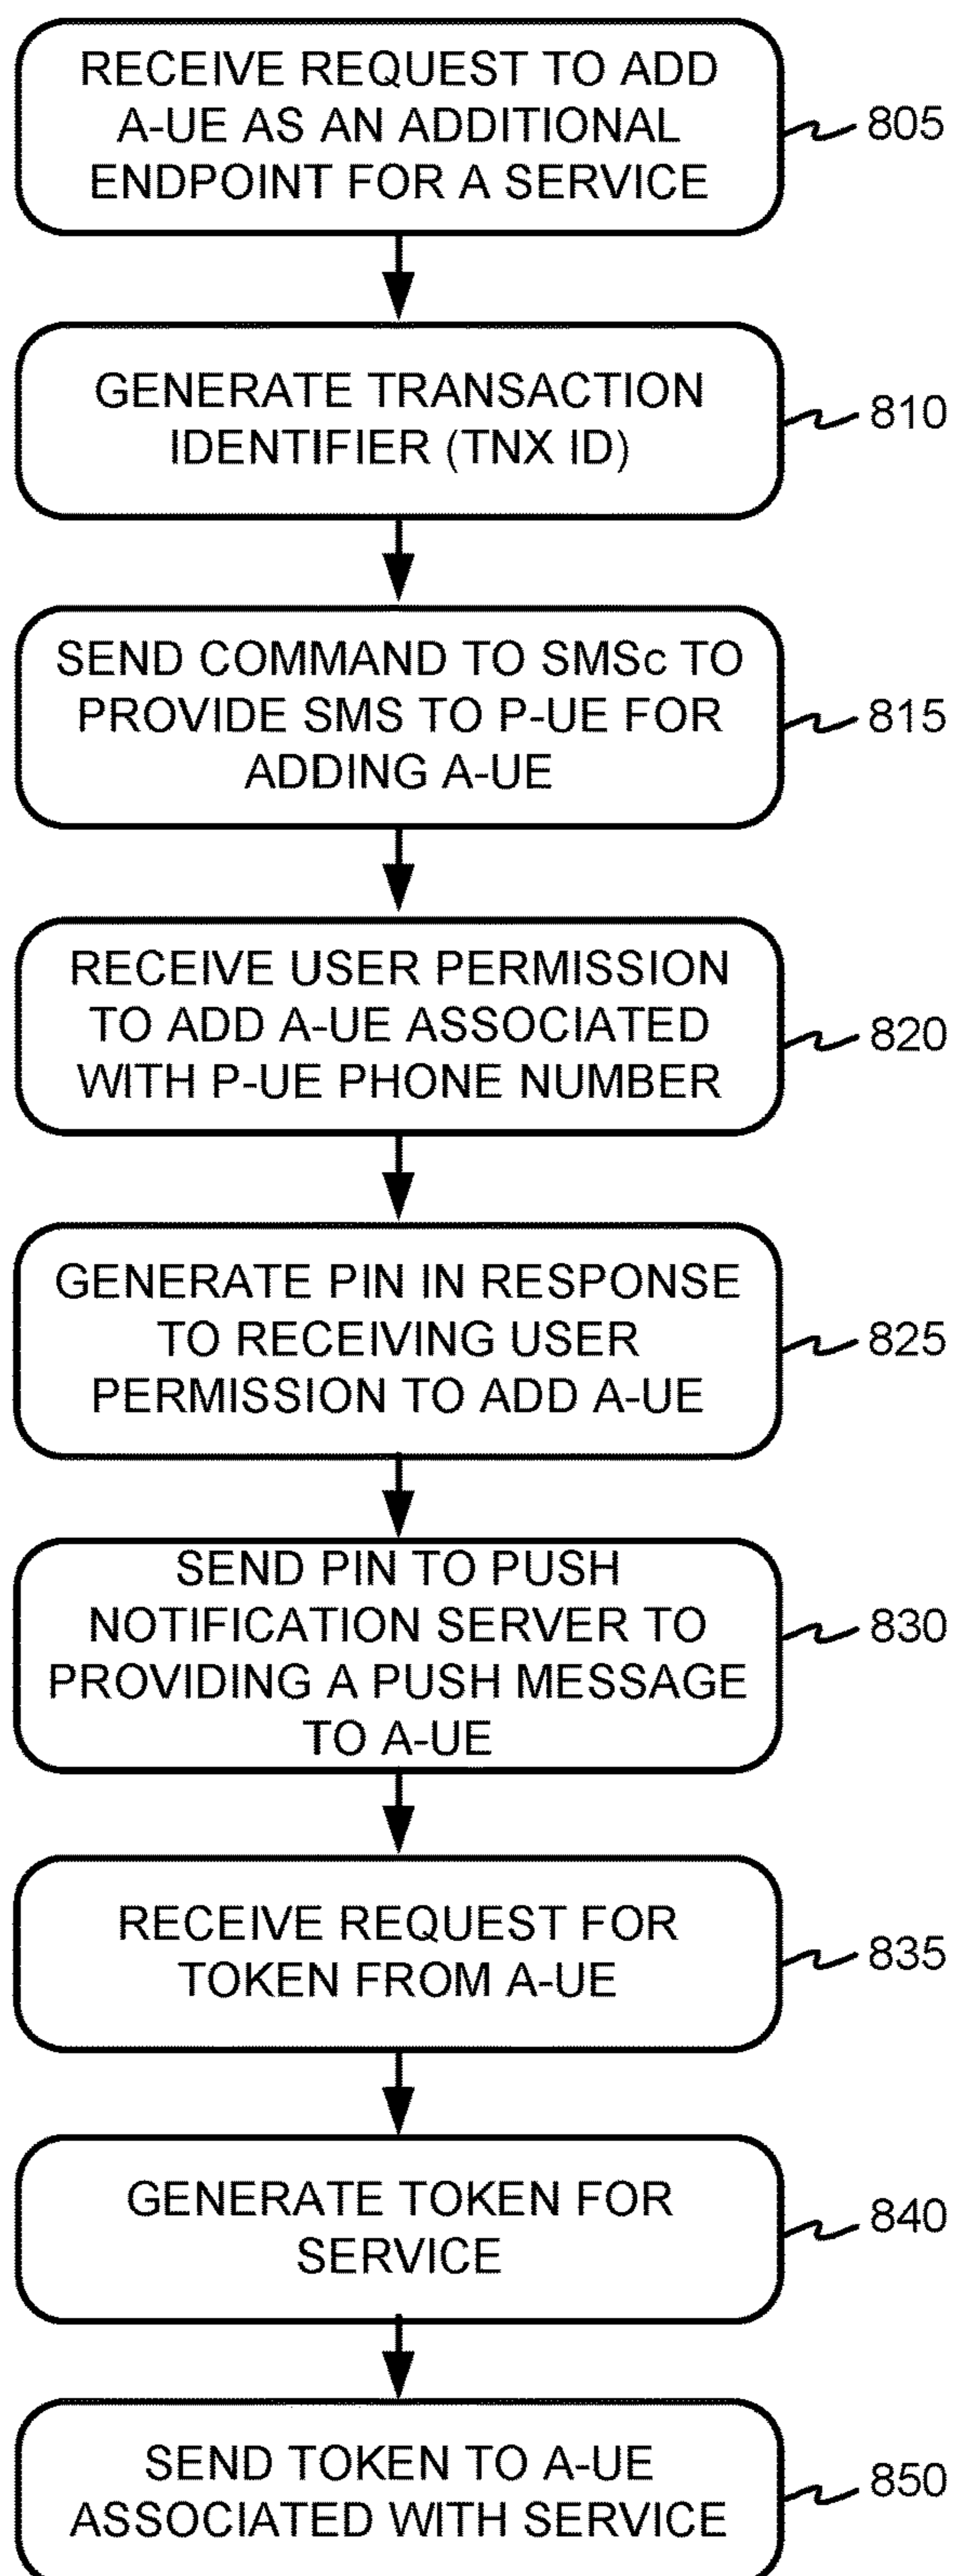 RECEIVE REQUEST TO ADD
A-UE AS AN ADDITIONAL
ENDPOINT FOR A SERVICE
805
GENERATE TRANSACTION
IDENTIFIER (TNX ID)
810
SEND COMMAND TO SMSc TO
PROVIDE SMS TO P-UE FOR
ADDING A-UE
815
RECEIVE USER PERMISSION
TO ADD A-UE ASSOCIATED
WITH P-UE PHONE NUMBER
820
GENERATE PIN IN RESPONSE
TO RECEIVING USER
PERMISSION TO ADD A-UE
825
SEND PIN TO PUSH
NOTIFICATION SERVER TO
PROVIDING A PUSH MESSAGE
TO A-UE
830
RECEIVE REQUEST FOR
TOKEN FROM A-UE
835
GENERATE TOKEN FOR
SERVICE
840
SEND TOKEN TO A-UE
ASSOCIATED WITH SERVICE
850